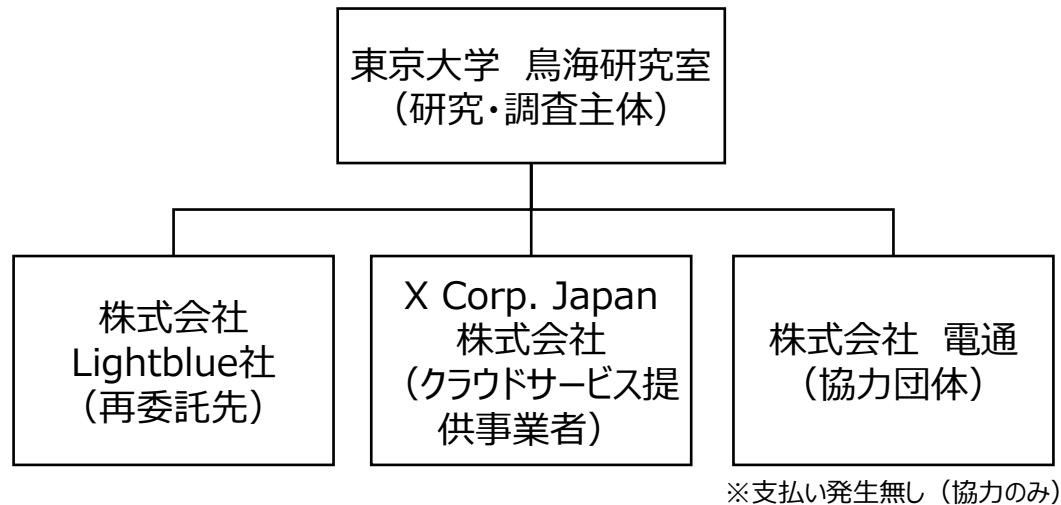 東京大学 鳥海研究室
（研究・調査主体）
株式会社
Lightblue社
（再委託先）
X Corp. Japan
株式会社
（クラウドサービス提
供事業者）
株式会社 電通
（協力団体）
※支払い発生無し（協力のみ）